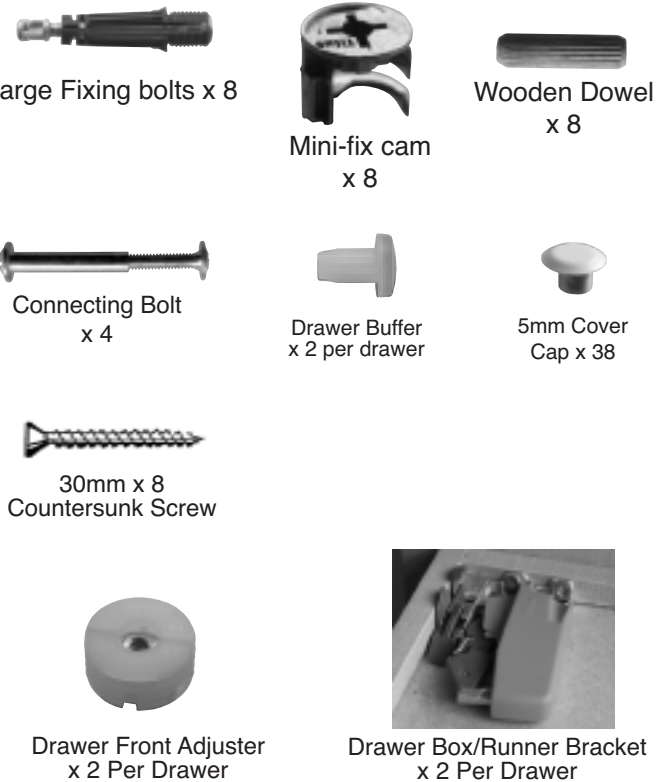 arge Fixing bolts x 8
Mini-fix cam
x 8
Wooden Dowel
x 8
Connecting Bolt
x 4
Drawer Buffer
x 2 per drawer
5mm Cover
Cap x 38
30mm x 8
Countersunk Screw
Drawer Front Adjuster
x 2 Per Drawer
Drawer Box/Runner Bracket
x 2 Per Drawer